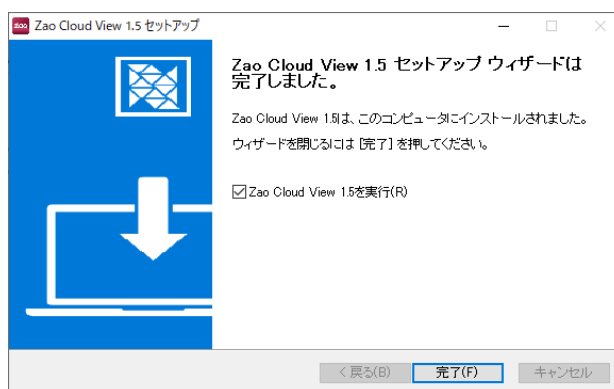 Zao Cloud View 1.5 セットアップ
Zao Cloud View 1.5 セットアップ ウィザードは
完了しました。
Zao Cloud View 1.5は、このコンピュータにインストールされました。
ウィザードを閉じるには [完了] を押してください。
Zao Cloud View 1.5を実行(R)
< 戻る(B)
完了(F)
キャンセル